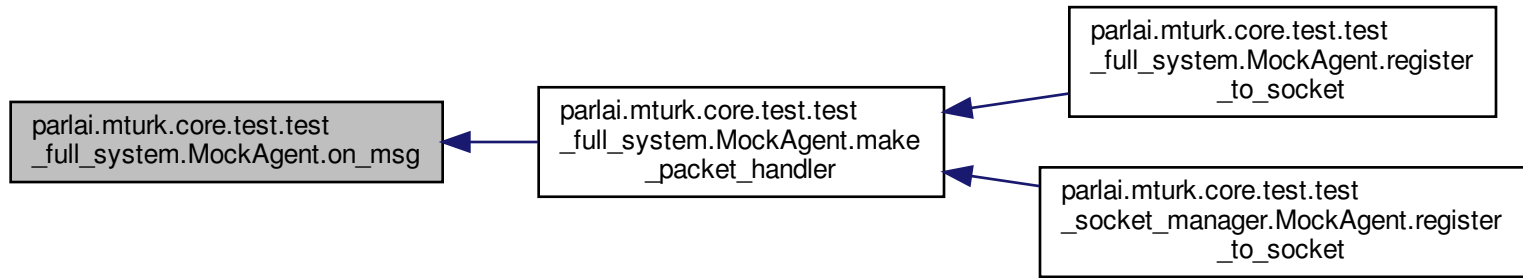 parlai.mturk.core.test.test
_full_system.MockAgent.on_msg
parlai.mturk.core.test.test
_full_system.MockAgent.make
_packet_handler
parlai.mturk.core.test.test
_full_system.MockAgent.register
_to_socket
parlai.mturk.core.test.test
_socket_manager.MockAgent.register
_to_socket